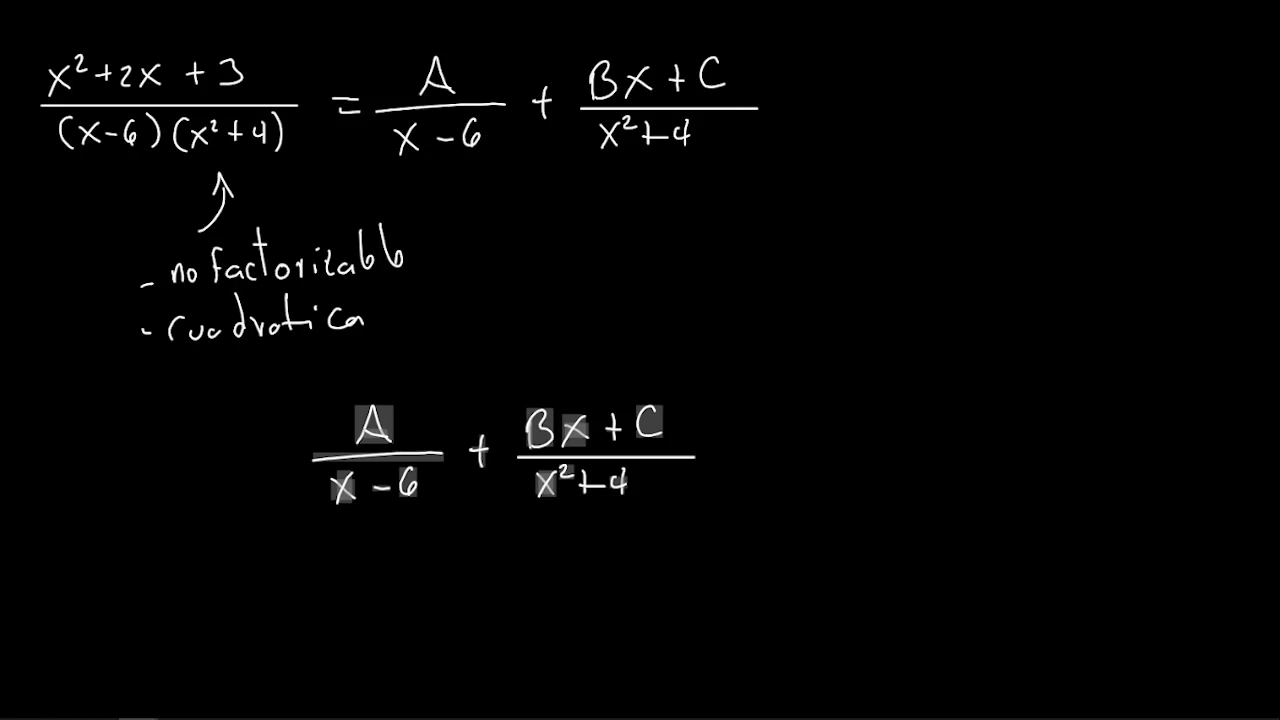 x²+2x+3/(x-6)(x²+4) = A/x-6 + Bx+C/x²+4
- no factorizable
- cuadratica
A/x-6 + Bx+C/x²+4